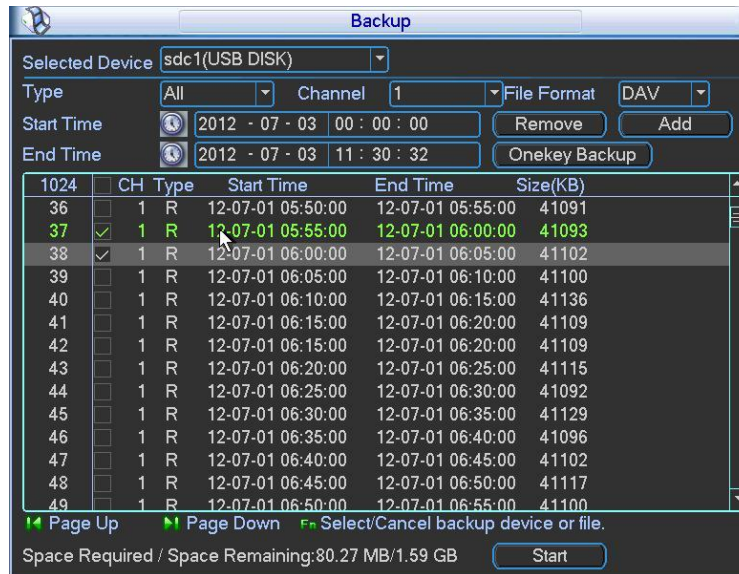 Backup
Selected Device sdc1(USB DISK)
Type All Channel 1 File Format DAV
Start Time 2012 - 07 - 03 00 : 00 : 00 Remove Add
End Time 2012 - 07 - 03 11 : 30 : 32 Onekey Backup
1024 CH Type Start Time End Time Size(KB)
36 1 R 12-07-01 05:50:00 12-07-01 05:55:00 41091
37 1 R 12-07-01 05:55:00 12-07-01 06:00:00 41093
38 1 R 12-07-01 06:00:00 12-07-01 06:05:00 41102
39 1 R 12-07-01 06:05:00 12-07-01 06:10:00 41100
40 1 R 12-07-01 06:10:00 12-07-01 06:15:00 41136
41 1 R 12-07-01 06:15:00 12-07-01 06:20:00 41109
42 1 R 12-07-01 06:15:00 12-07-01 06:20:00 41109
43 1 R 12-07-01 06:20:00 12-07-01 06:25:00 41115
44 1 R 12-07-01 06:25:00 12-07-01 06:30:00 41092
45 1 R 12-07-01 06:30:00 12-07-01 06:35:00 41129
46 1 R 12-07-01 06:35:00 12-07-01 06:40:00 41096
47 1 R 12-07-01 06:40:00 12-07-01 06:45:00 41102
48 1 R 12-07-01 06:45:00 12-07-01 06:50:00 41117
49 1 R 12-07-01 06:50:00 12-07-01 06:55:00 41100
Page Up Page Down Fn Select/Cancel backup device or file.
Space Required / Space Remaining:80.27 MB/1.59 GB Start